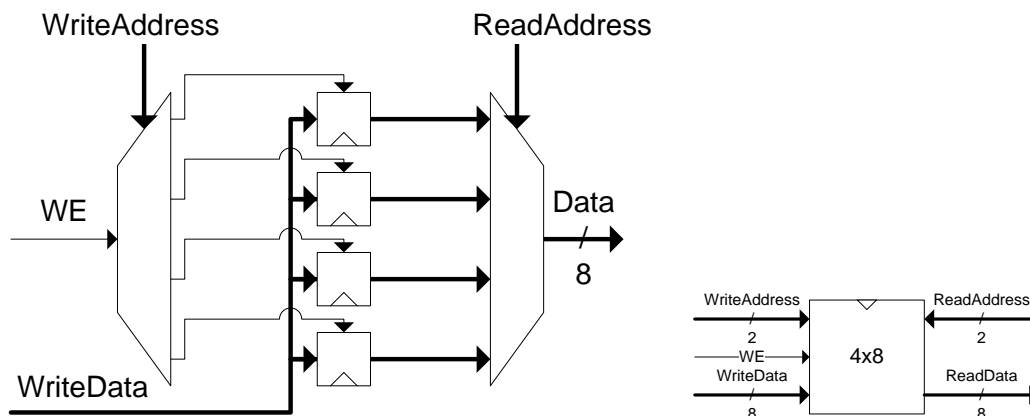 WriteAddress
ReadAddress
WE
Data
8
WriteData
WriteAddress
2
WE
WriteData
8
4x8
ReadAddress
2
ReadData
8